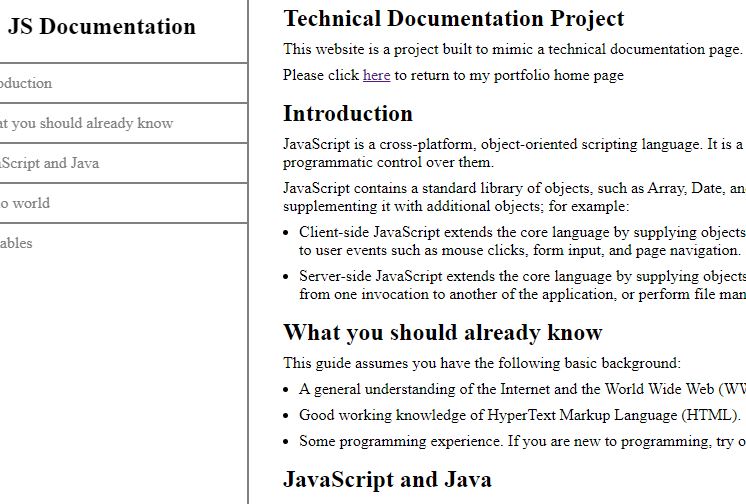 JS Documentation
oduction
at you should already know
Script and Java
o world
ables
Technical Documentation Project
This website is a project built to mimic a technical documentation page.
Please click here to return to my portfolio home page
Introduction
JavaScript is a cross-platform, object-oriented scripting language. It is a
programmatic control over them.
JavaScript contains a standard library of objects, such as Array, Date, an
supplementing it with additional objects; for example:
• Client-side JavaScript extends the core language by supplying objects
to user events such as mouse clicks, form input, and page navigation.
• Server-side JavaScript extends the core language by supplying objects
from one invocation to another of the application, or perform file man
What you should already know
This guide assumes you have the following basic background:
• A general understanding of the Internet and the World Wide Web (WW
• Good working knowledge of HyperText Markup Language (HTML).
• Some programming experience. If you are new to programming, try o
JavaScript and Java